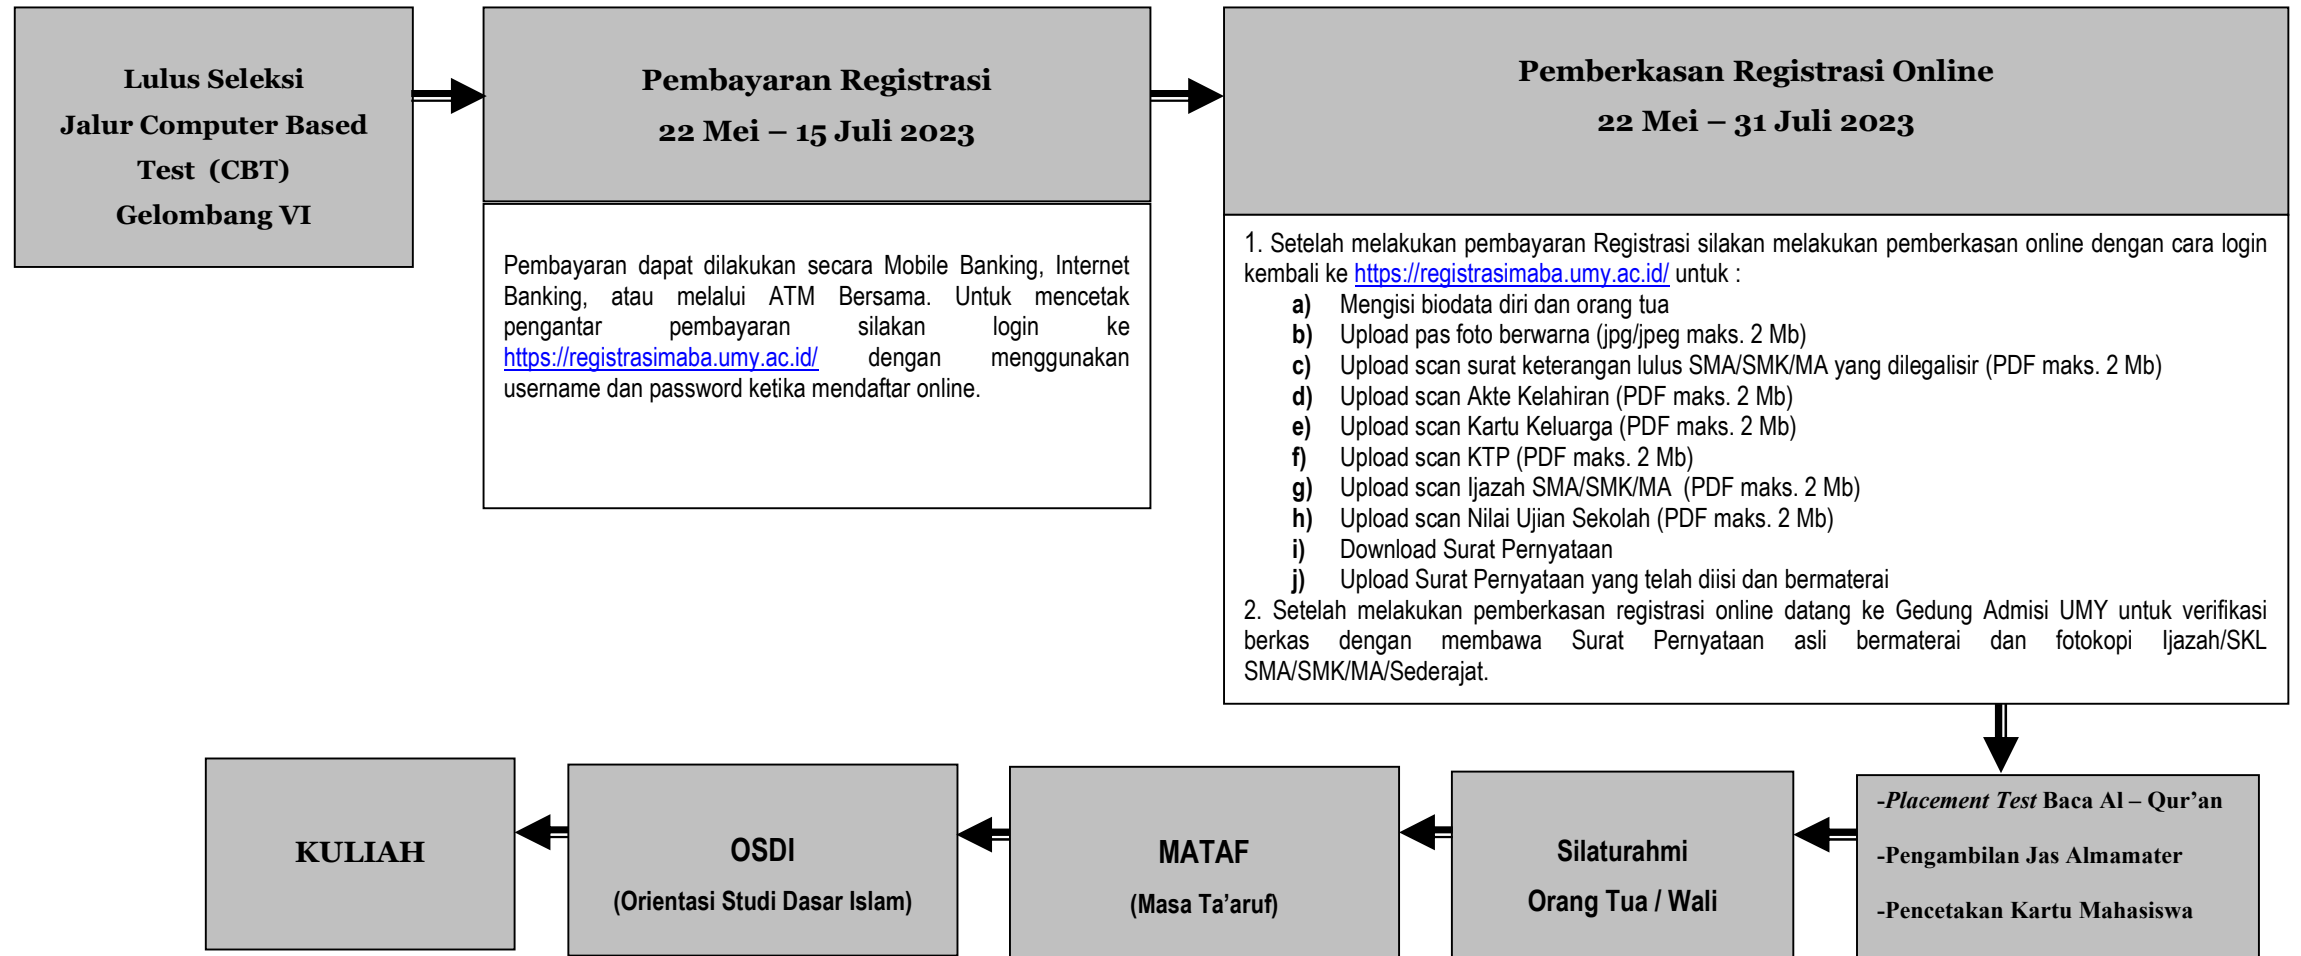 Lulus Seleksi
Jalur Computer Based
Test (CBT)
Gelombang VI
Pembayaran Registrasi
22 Mei – 15 Juli 2023
Pembayaran dapat dilakukan secara Mobile Banking, Internet
Banking, atau melalui ATM Bersama. Untuk mencetak
pengantar pembayaran silakan login ke
https://registrasimaba.umy.ac.id/ dengan menggunakan
username dan password ketika mendaftar online.
Pemberkasan Registrasi Online
22 Mei – 31 Juli 2023
1. Setelah melakukan pembayaran Registrasi silakan melakukan pemberkasan online dengan cara login
kembali ke https://registrasimaba.umy.ac.id/ untuk :
a) Mengisi biodata diri dan orang tua
b) Upload pas foto berwarna (jpg/jpeg maks. 2 Mb)
c) Upload scan surat keterangan lulus SMA/SMK/MA yang dilegalisir (PDF maks. 2 Mb)
d) Upload scan Akte Kelahiran (PDF maks. 2 Mb)
e) Upload scan Kartu Keluarga (PDF maks. 2 Mb)
f) Upload scan KTP (PDF maks. 2 Mb)
g) Upload scan Ijazah SMA/SMK/MA (PDF maks. 2 Mb)
h) Upload scan Nilai Ujian Sekolah (PDF maks. 2 Mb)
i) Download Surat Pernyataan
j) Upload Surat Pernyataan yang telah diisi dan bermaterai
2. Setelah melakukan pemberkasan registrasi online datang ke Gedung Admisi UMY untuk verifikasi
berkas dengan membawa Surat Pernyataan asli bermaterai dan fotokopi Ijazah/SKL
SMA/SMK/MA/Sederajat.
-Placement Test Baca Al – Qur’an
-Pengambilan Jas Almamater
-Pencetakan Kartu Mahasiswa
Silaturahmi
Orang Tua / Wali
MATAF
(Masa Ta’aruf)
OSDI
(Orientasi Studi Dasar Islam)
KULIAH